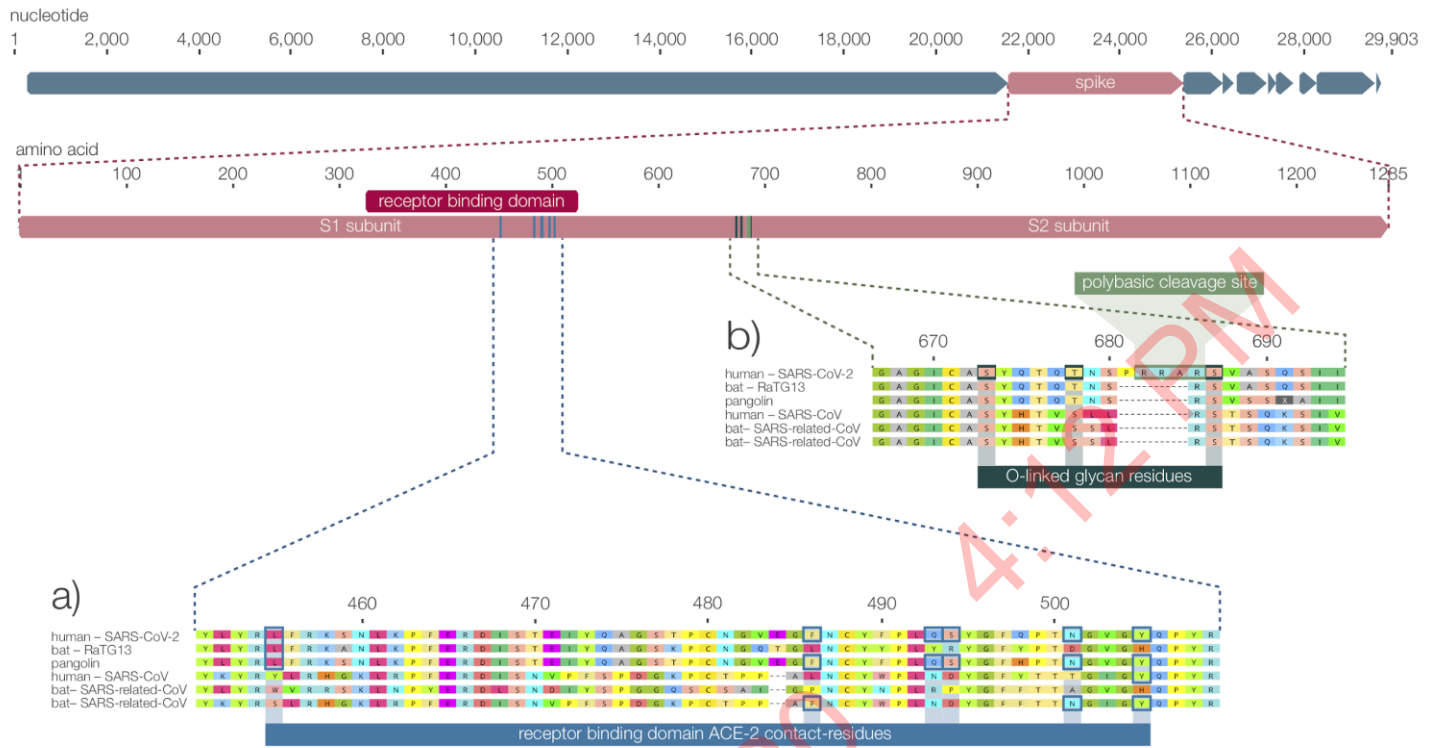 nucleotide
1 2,000 4,000 6,000 8,000 10,000 12,000 14,000 16,000 18,000 20,000 22,000 24,000 26,000 28,000 29,903
spike
amino acid
100 200 300 400 500 600 700 800 900 1000 1100 1200 1285
receptor binding domain
S1 subunit S2 subunit
polybasic cleavage site
b)
670 680 690
human – SARS-CoV-2 G A G I C A S Y Q T Q T N S P R R A R S V A S Q S I I
bat – RaTG13 G A G I C A S Y Q T Q T N S - - - - R S V A S Q S I I
pangolin G A G I C A S Y Q T Q T N S - - - - R S V S S X A I I
human – SARS-CoV G A G I C A S Y H T V S L L - - - - R S T S Q K S I V
bat– SARS-related-CoV G A G I C A S Y H T V S S L - - - - R S T S Q K S I V
bat– SARS-related-CoV G A G I C A S Y H T V S S L - - - - R S T S Q K S I V
O-linked glycan residues
4:12 PM
a)
460 470 480 490 500
human – SARS-CoV-2 Y L Y R L F R K S N L K P F E R D I S T E I Y Q A G S T P C N G V E G F N C Y F P L Q S Y G F Q P T N G V G Y Q P Y R
bat – RaTG13 Y L Y R L F R K A N L K P F E R D I S T E I Y Q A G S K P C N G Q T G L N C Y Y P L Y R Y G F Y P T D G V G H Q P Y R
pangolin Y L Y R L F R K S N L K P F E R D I S T E I Y Q A G S T P C N G V E G F N C Y F P L Q S Y G F H P T N G V G Y Q P Y R
human – SARS-CoV Y K Y R Y L R H G K L R P F E R D I S N V P F S P D G K P C T P P - A L N C Y W P L N D Y G F Y T T T G I G Y Q P Y R
bat– SARS-related-CoV Y L Y R W V R R S K L N P Y E R D L S N D I Y S P G G Q S C S A I - G P N C Y N P L R P Y G F F T T A G V G H Q P Y R
bat– SARS-related-CoV Y K Y R S L R H G K L R P F E R D I S N V P F S P D G K P C T P P - A F N C Y W P L N D Y G F F T T N G I G Y Q P Y R
receptor binding domain ACE-2 contact-residues